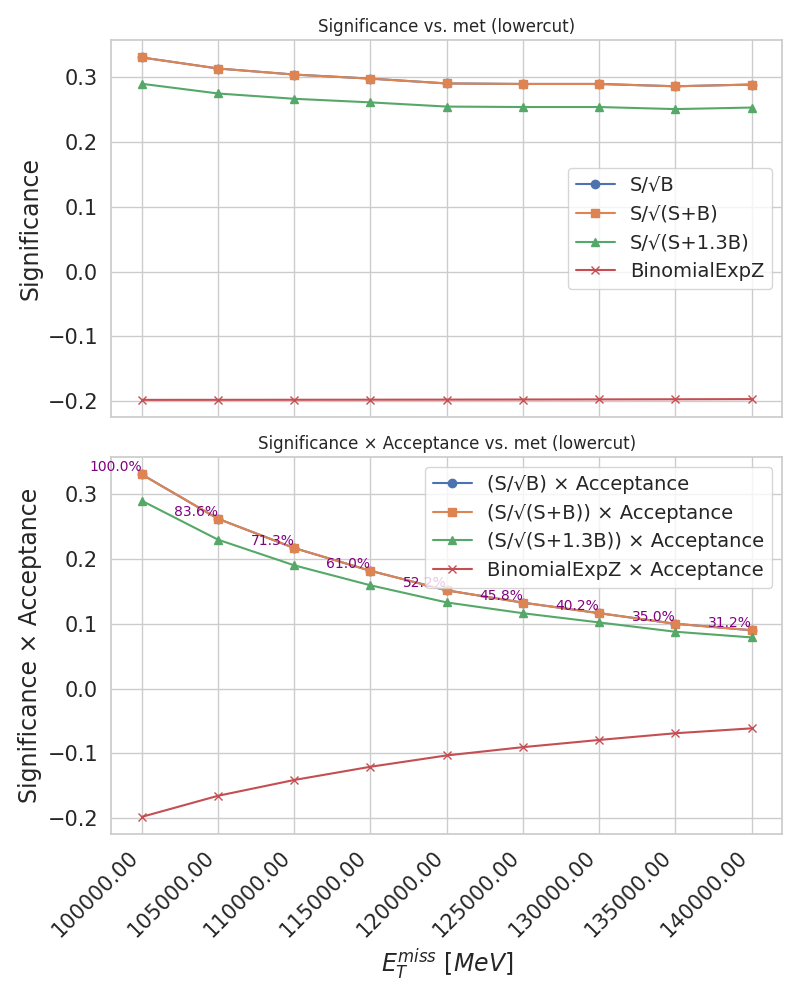 Significance vs. met (lowercut)
0.3
0.2
0.1
0.0
−0.1
−0.2
Significance
S/√B
S/√(S+B)
S/√(S+1.3B)
BinomialExpZ
Significance × Acceptance vs. met (lowercut)
0.3
0.2
0.1
0.0
−0.1
−0.2
Significance × Acceptance
(S/√B) × Acceptance
(S/√(S+B)) × Acceptance
(S/√(S+1.3B)) × Acceptance
BinomialExpZ × Acceptance
100.0%
83.6%
71.3%
61.0%
52.2%
45.8%
40.2%
35.0%
31.2%
100000.00
105000.00
110000.00
115000.00
120000.00
125000.00
130000.00
135000.00
140000.00
E_T^{miss} [MeV]